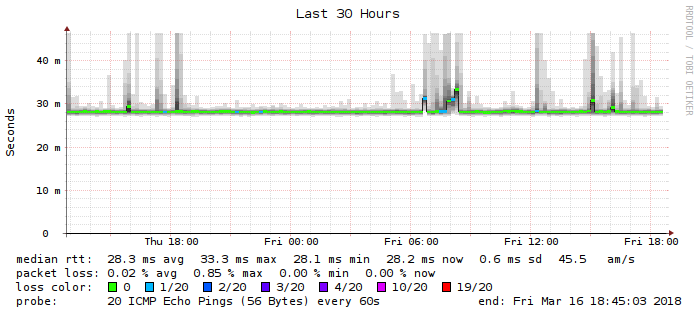 Last 30 Hours
RRDTOOL / TOBI OETIKER
Seconds
40 m
30 m
20 m
10 m
0
Thu 18:00 Fri 00:00 Fri 06:00 Fri 12:00 Fri 18:00
median rtt: 28.3 ms avg 33.3 ms max 28.1 ms min 28.2 ms now 0.6 ms sd 45.5 am/s
packet loss: 0.02 % avg 0.85 % max 0.00 % min 0.00 % now
loss color: 0 1/20 2/20 3/20 4/20 10/20 19/20
probe: 20 ICMP Echo Pings (56 Bytes) every 60s end: Fri Mar 16 18:45:03 2018